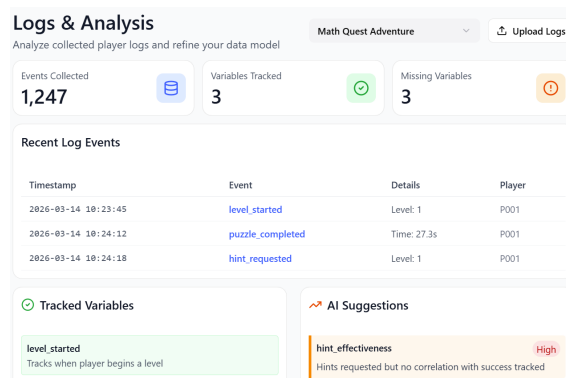 Logs & Analysis
Analyze collected player logs and refine your data model
Math Quest Adventure
Upload Logs
Events Collected
1,247
Variables Tracked
3
Missing Variables
3
Recent Log Events
Timestamp Event Details Player
2026-03-14 10:23:45 level_started Level: 1 P001
2026-03-14 10:24:12 puzzle_completed Time: 27.3s P001
2026-03-14 10:24:18 hint_requested Level: 1 P001
Tracked Variables
level_started
Tracks when player begins a level
AI Suggestions
hint_effectiveness High
Hints requested but no correlation with success tracked